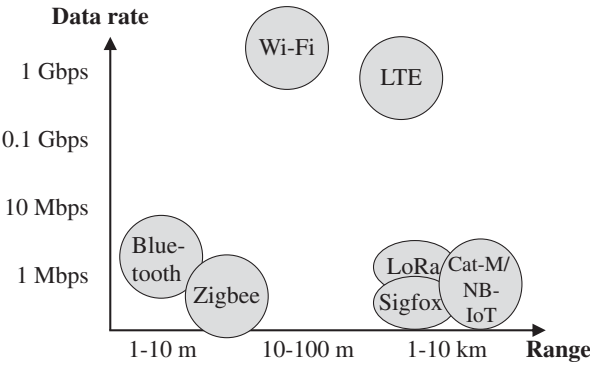 Data rate
Wi-Fi
1 Gbps
LTE
0.1 Gbps
10 Mbps
Blue-
tooth
1 Mbps
Zigbee
LoRa
Sigfox
Cat-M/
NB-
IoT
1-10 m
10-100 m
1-10 km
Range